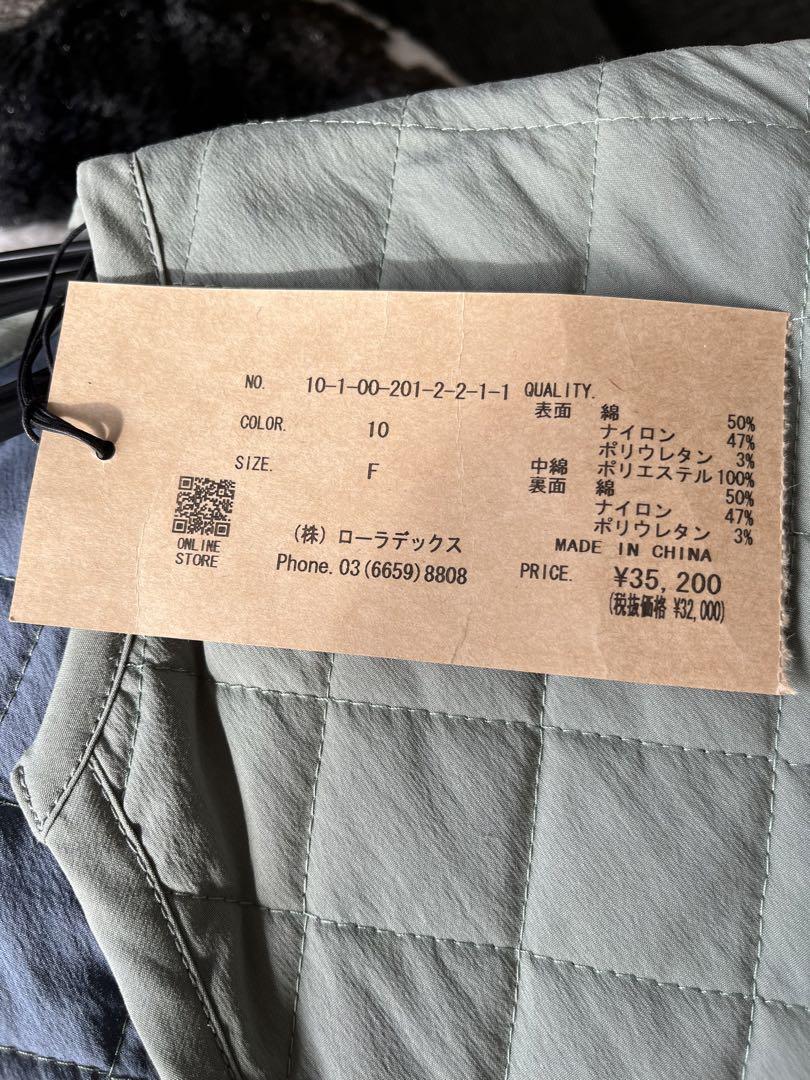 NO. 10-1-00-201-2-2-1-1
COLOR. 10
SIZE. F
ONLINE
STORE
(株) ローラデックス
Phone. 03(6659)8808
QUALITY.
表面 綿 50%
ナイロン 47%
ポリウレタン 3%
中綿 ポリエステル 100%
裏面 綿 50%
ナイロン 47%
ポリウレタン 3%
MADE IN CHINA
PRICE. ¥35,200
(税抜価格 ¥32,000)